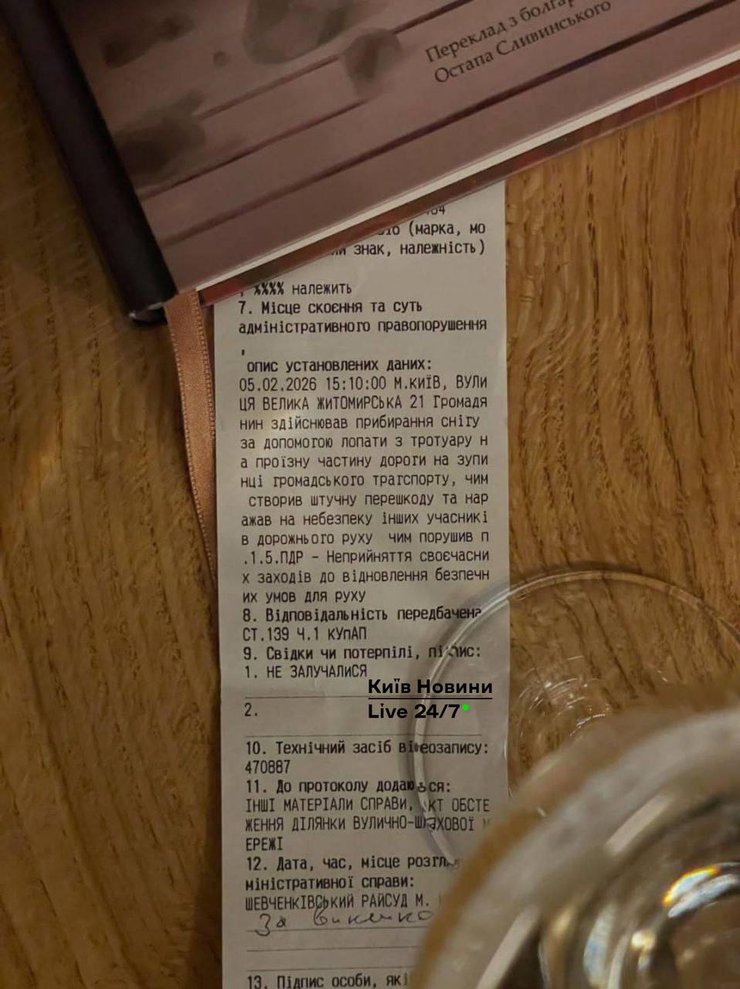 Переклад з
Остапа Сливинського
(марка, мо
знак, належність)
, %%%% належить
7. Місце скоєння та суть
адміністративного правопорушення
,
опис установлених даних:
05.02.2026 15:10:00 М.КИЇВ, ВУЛИ
ЦЯ ВЕЛИКА ЖИТОМИРСЬКА 21 Громадя
нин здійснював прибирання снігу
за допомогою лопати з тротуару н
а проїзну частину дороги на зупи
нці громадського трагспорту, чим
створив штучну перешкоду та нар
ажав на небезпеку інших учасникі
в дорожнього руху чим порушив п
.1.5.ПДР - Неприйняття своєчасни
х заходів до відновлення безпечн
их умов для руху
8. Відповідальність передбачена
СТ.139 Ч.1 КУпАП
9. Свідки чи потерпілі, підпис:
1. НЕ ЗАЛУЧАЛИСЯ
Київ Новини
Live 24/7
2.
10. Технічний засіб відеозапису:
470887
11. До протоколу додаються:
ІНШІ МАТЕРІАЛИ СПРАВИ, АКТ ОБСТЕ
ЖЕННЯ ДІЛЯНКИ ВУЛИЧНО-ШЛЯХОВОЇ М
ЕРЕЖІ
12. Дата, час, місце
міністративної справи:
ШЕВЧЕНКІВСЬКИЙ РАЙСУД М.
За
13. Підпис особи, які